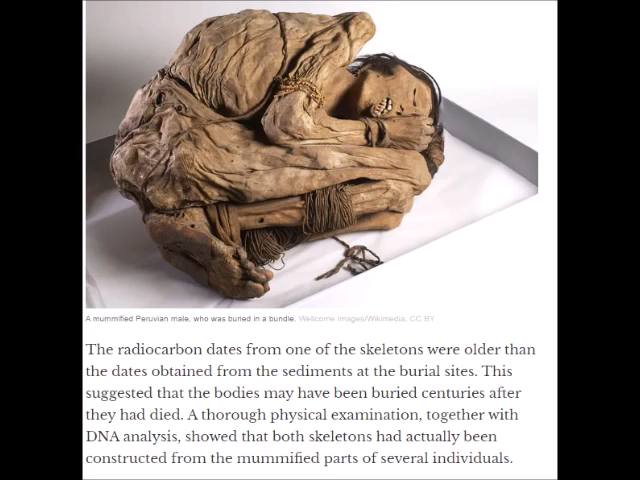 A mummified Peruvian male, who was buried in a bundle. Wellcome Images/Wikimedia, CC BY
The radiocarbon dates from one of the skeletons were older than
the dates obtained from the sediments at the burial sites. This
suggested that the bodies may have been buried centuries after
they had died. A thorough physical examination, together with
DNA analysis, showed that both skeletons had actually been
constructed from the mummified parts of several individuals.